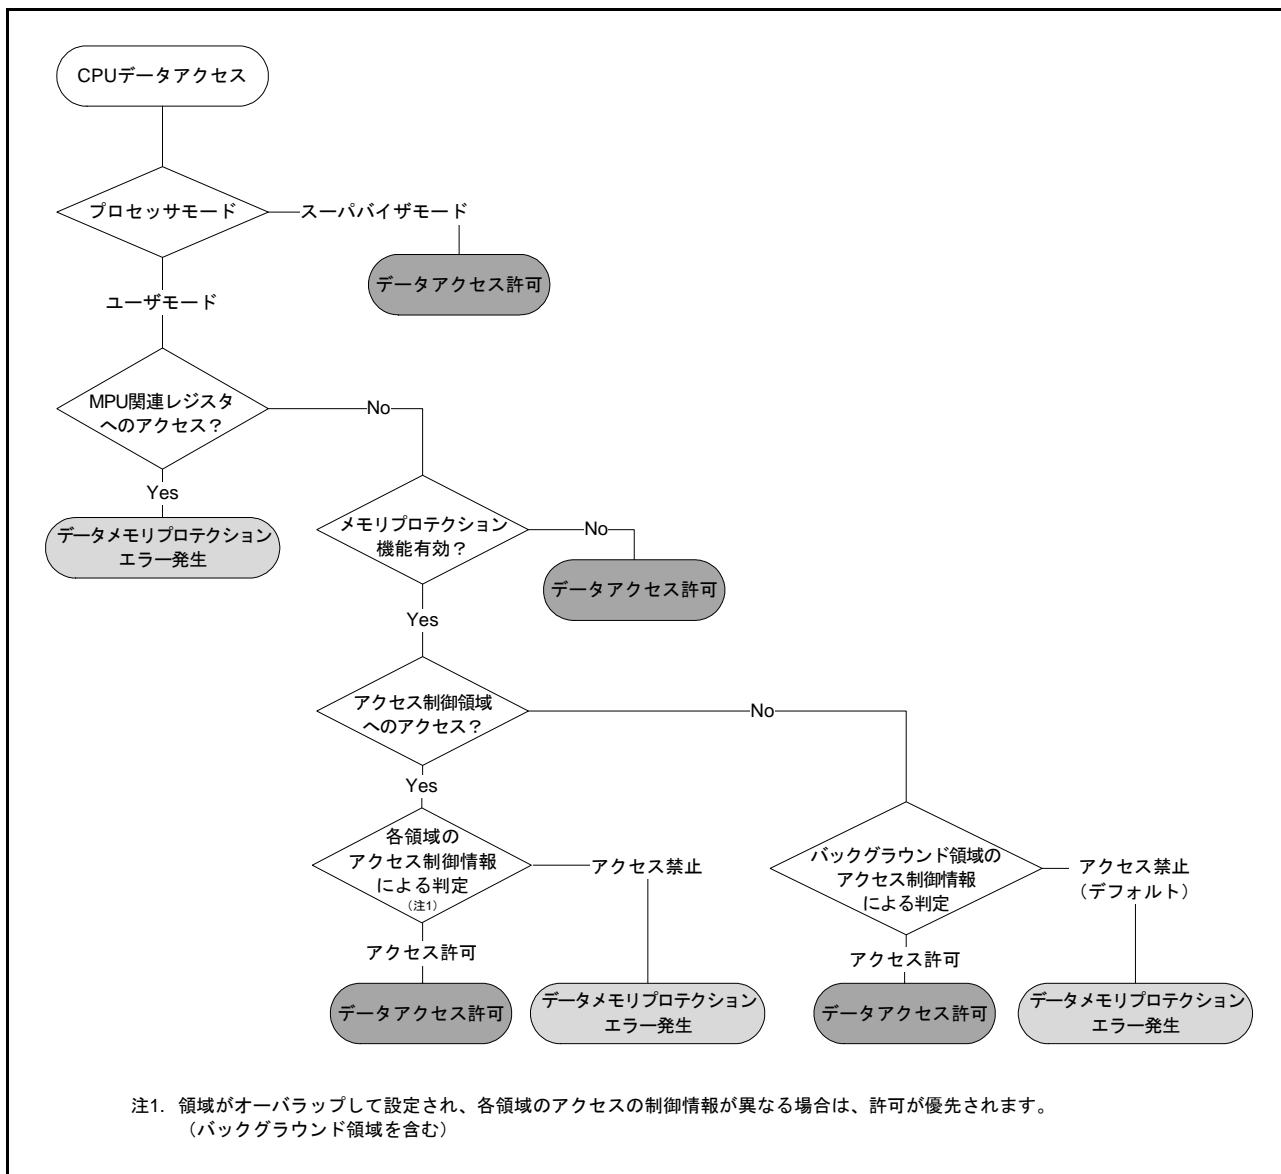 CPUデータアクセス
プロセッサモード
スーパバイザモード
データアクセス許可
ユーザモード
MPU関連レジスタ
へのアクセス？
No
Yes
データメモリプロテクション
エラー発生
メモリプロテクション
機能有効？
No
データアクセス許可
Yes
アクセス制御領域
へのアクセス？
No
Yes
各領域の
アクセス制御情報
による判定
（注1）
アクセス禁止
バックグラウンド領域の
アクセス制御情報
による判定
アクセス禁止
（デフォルト）
アクセス許可
アクセス許可
データアクセス許可
データメモリプロテクション
エラー発生
データアクセス許可
データメモリプロテクション
エラー発生
注1. 領域がオーバラップして設定され、各領域のアクセスの制御情報が異なる場合は、許可が優先されます。
（バックグラウンド領域を含む）